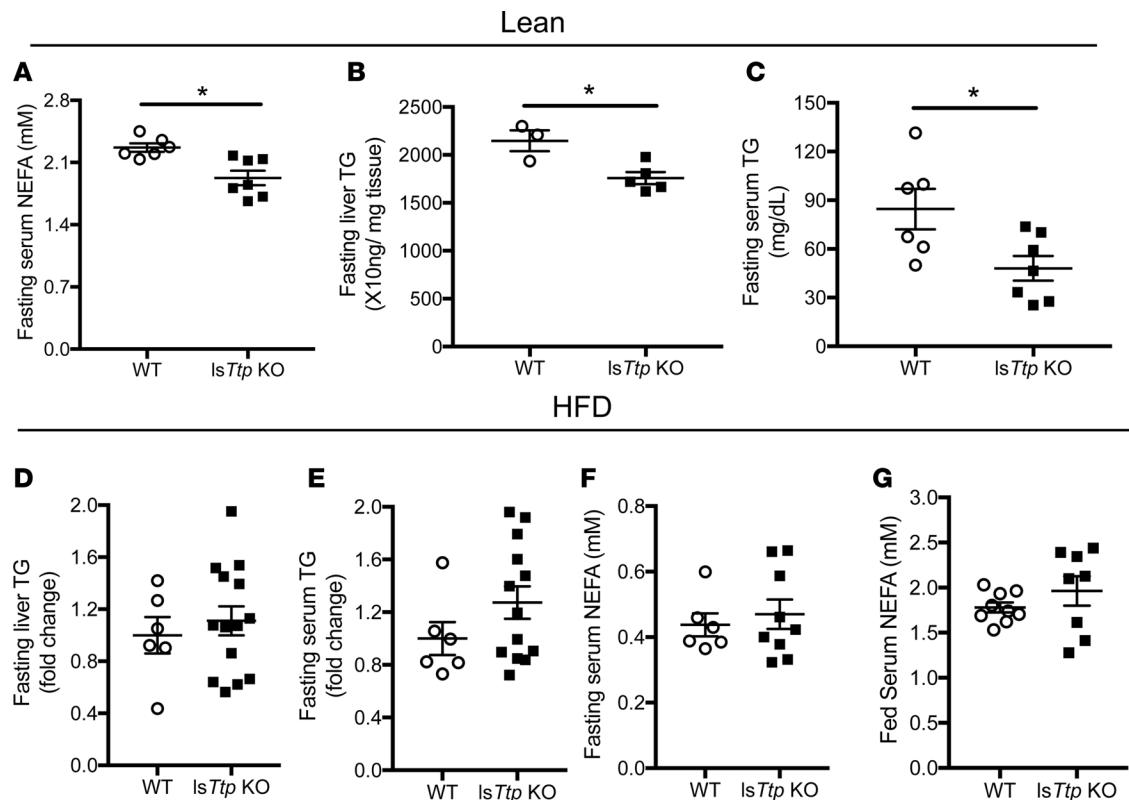 Lean
A
Fasting serum NEFA (mM)
2.8
2.1
1.4
0.7
0.0
*
WT
lsTtp KO
B
Fasting liver TG
(X10ng/ mg tissue)
2500
2000
1500
1000
500
0
*
WT
lsTtp KO
C
Fasting serum TG
(mg/dL)
150
120
90
60
30
0
*
WT
lsTtp KO
HFD
D
Fasting liver TG
(fold change)
2.0
1.6
1.2
0.8
0.4
0.0
WT
lsTtp KO
E
Fasting serum TG
(fold change)
2.0
1.6
1.2
0.8
0.4
0.0
WT
lsTtp KO
F
Fasting serum NEFA (mM)
0.8
0.6
0.4
0.2
0.0
WT
lsTtp KO
G
Fed Serum NEFA (mM)
3.0
2.5
2.0
1.5
1.0
0.5
0.0
WT
lsTtp KO